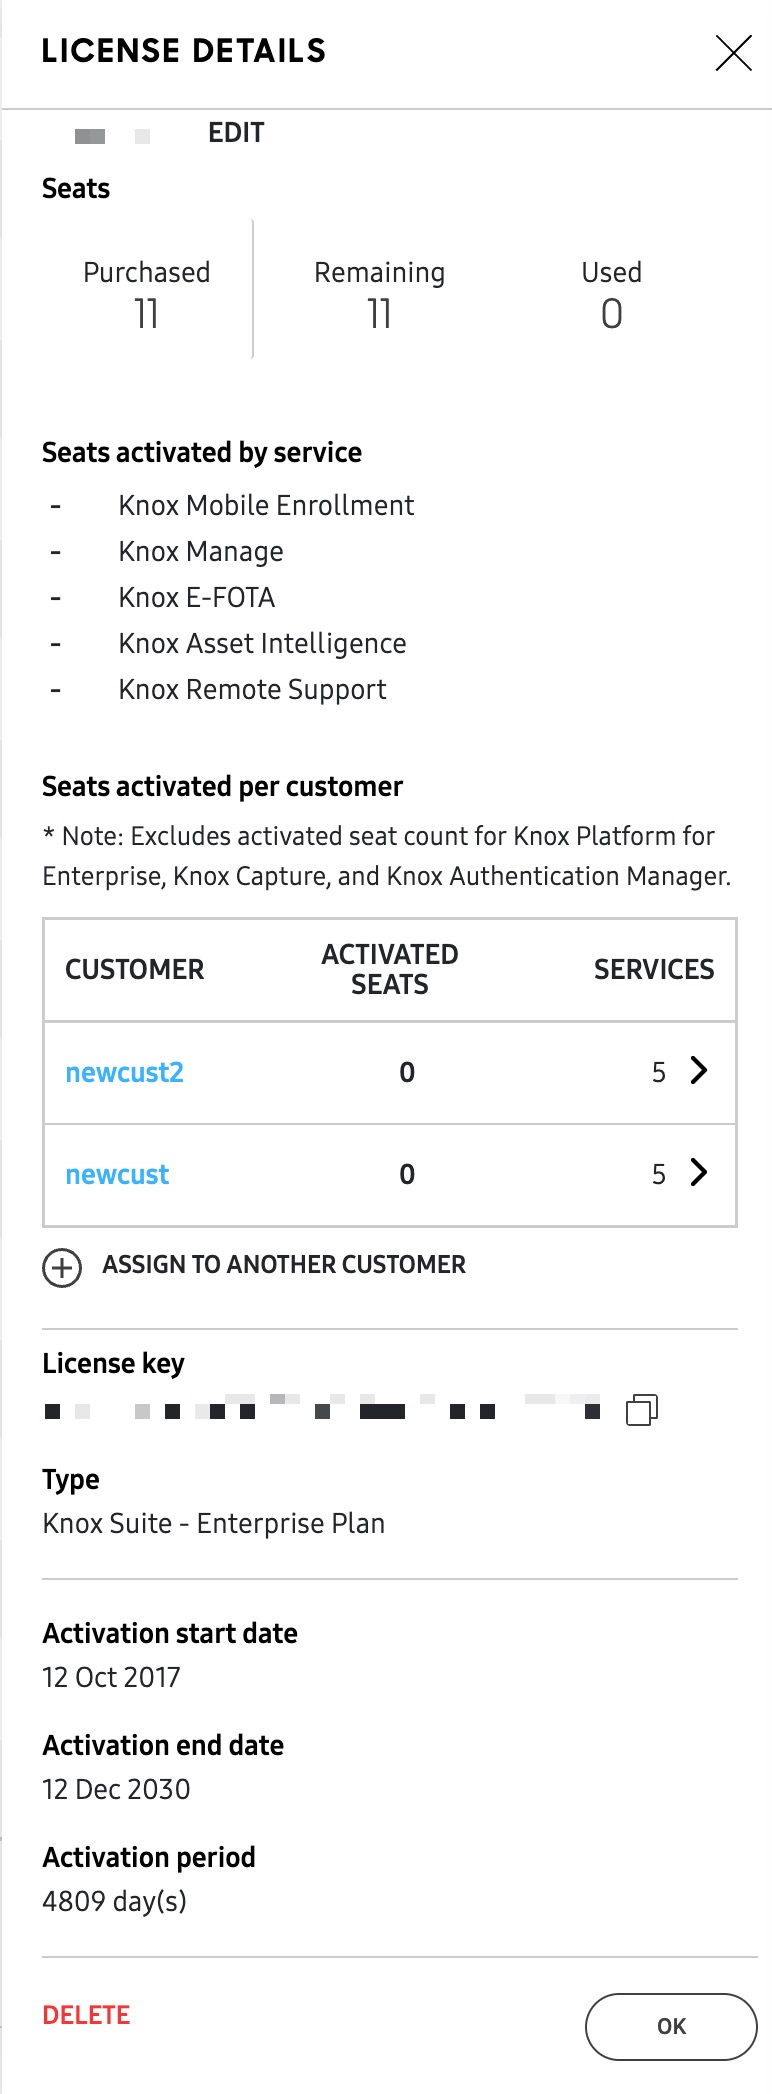 LICENSE DETAILS
EDIT
Seats
Purchased Remaining Used
11 11 0
Seats activated by service
- Knox Mobile Enrollment
- Knox Manage
- Knox E-FOTA
- Knox Asset Intelligence
- Knox Remote Support
Seats activated per customer
* Note: Excludes activated seat count for Knox Platform for
Enterprise, Knox Capture, and Knox Authentication Manager.
CUSTOMER ACTIVATED SEATS SERVICES
newcust2 0 5
newcust 0 5
ASSIGN TO ANOTHER CUSTOMER
License key
Type
Knox Suite - Enterprise Plan
Activation start date
12 Oct 2017
Activation end date
12 Dec 2030
Activation period
4809 day(s)
DELETE OK